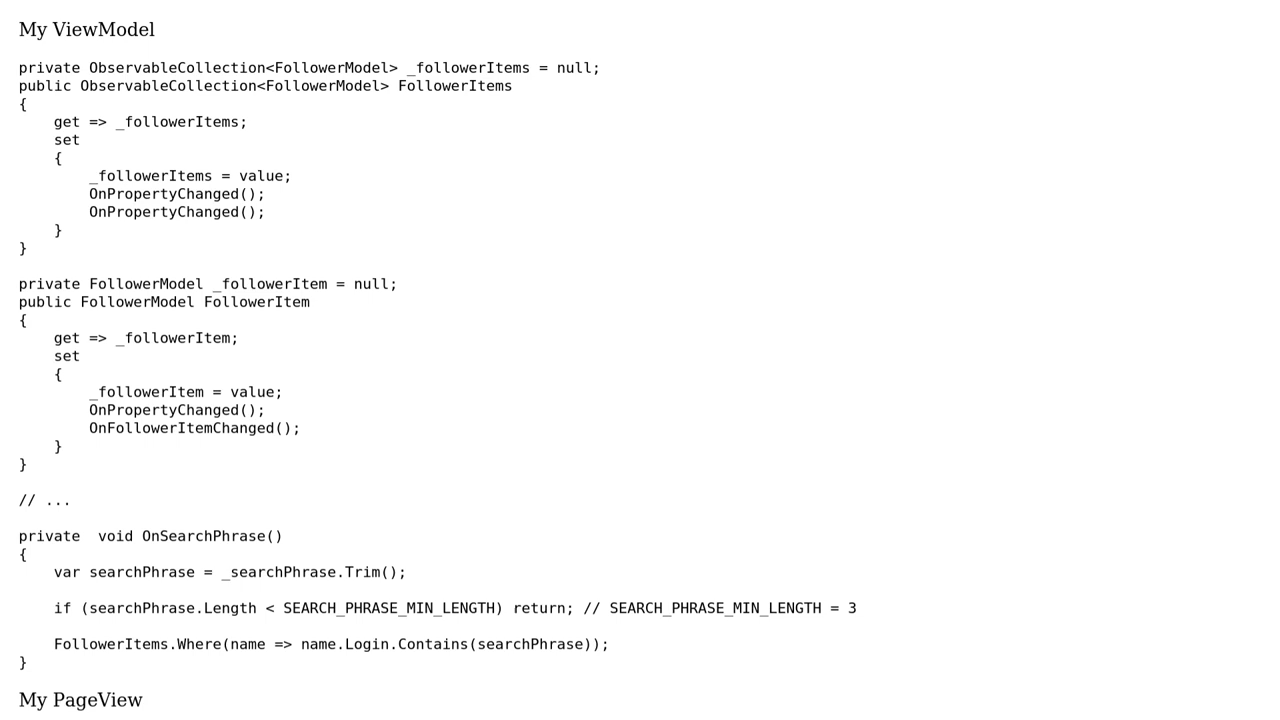 My ViewModel
private ObservableCollection<FollowerModel> _followerItems = null;
public ObservableCollection<FollowerModel> FollowerItems
{
    get => _followerItems;
    set
    {
        _followerItems = value;
        OnPropertyChanged();
        OnPropertyChanged();
    }
}

private FollowerModel _followerItem = null;
public FollowerModel FollowerItem
{
    get => _followerItem;
    set
    {
        _followerItem = value;
        OnPropertyChanged();
        OnFollowerItemChanged();
    }
}

// ...

private  void OnSearchPhrase()
{
    var searchPhrase = _searchPhrase.Trim();

    if (searchPhrase.Length < SEARCH_PHRASE_MIN_LENGTH) return; // SEARCH_PHRASE_MIN_LENGTH = 3

    FollowerItems.Where(name => name.Login.Contains(searchPhrase));
}
My PageView